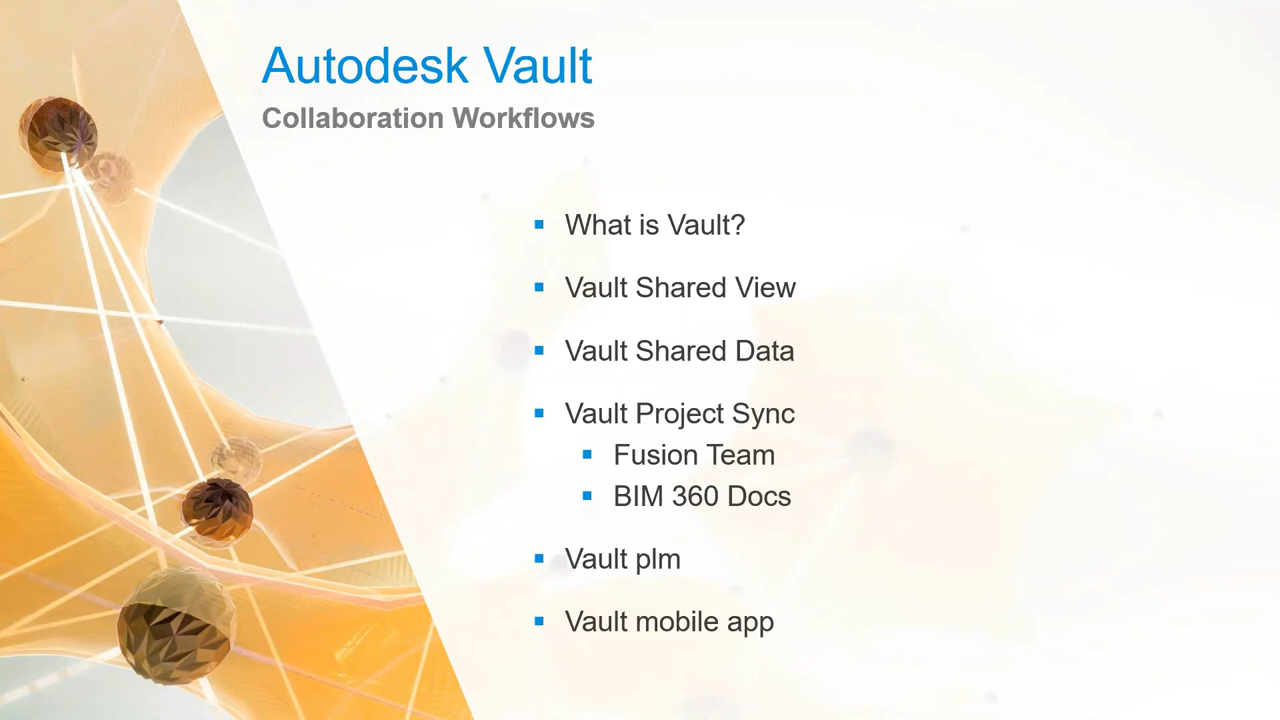 Autodesk Vault
Collaboration Workflows
What is Vault?
Vault Shared View
Vault Shared Data
Vault Project Sync
Fusion Team
BIM 360 Docs
Vault plm
Vault mobile app